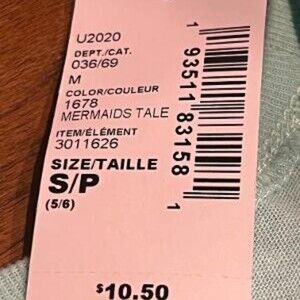 U2020
DEPT./CAT.
036/69
M
COLOR/COULEUR
1678
MERMAIDS TALE
ITEM/ÉLÉMENT
3011626
SIZE/TAILLE
S/P
(5/6)
$10.50
1 93511 83158 1